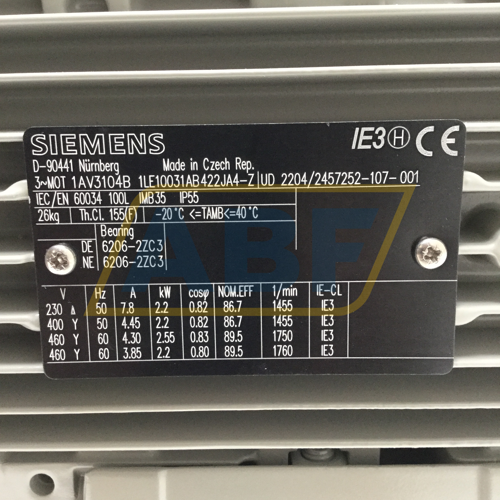 SIEMENS IE3 H CE
D-90441 Nürnberg Made in Czech Rep.
3~MOT 1AV3104B 1LE10031AB422JA4-Z UD 2204/2457252-107-001
IEC/EN 60034 100L IMB35 IP55
26kg Th.Cl. 155(F) -20°C <=TAMB<=40°C
Bearing
DE 6206-2ZC3
NE 6206-2ZC3
V Hz A kW cosφ NOM.EFF 1/min IE-CL
230 Δ 50 7.8 2.2 0.82 86.7 1455 IE3
400 Y 50 4.45 2.2 0.82 86.7 1455 IE3
460 Y 60 4.30 2.55 0.83 89.5 1750 IE3
460 Y 60 3.85 2.2 0.80 89.5 1760 IE3
ABF